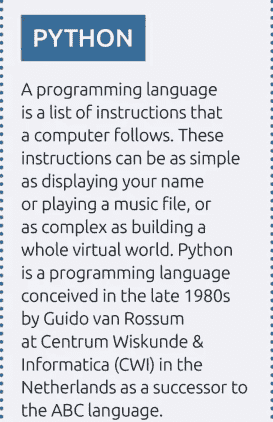 PYTHON
A programming language
is a list of instructions that
a computer follows. These
instructions can be as simple
as displaying your name
or playing a music file, or
as complex as building a
whole virtual world. Python
is a programming language
conceived in the late 1980s
by Guido van Rossum
at Centrum Wiskunde &
Informatica (CWI) in the
Netherlands as a successor to
the ABC language.